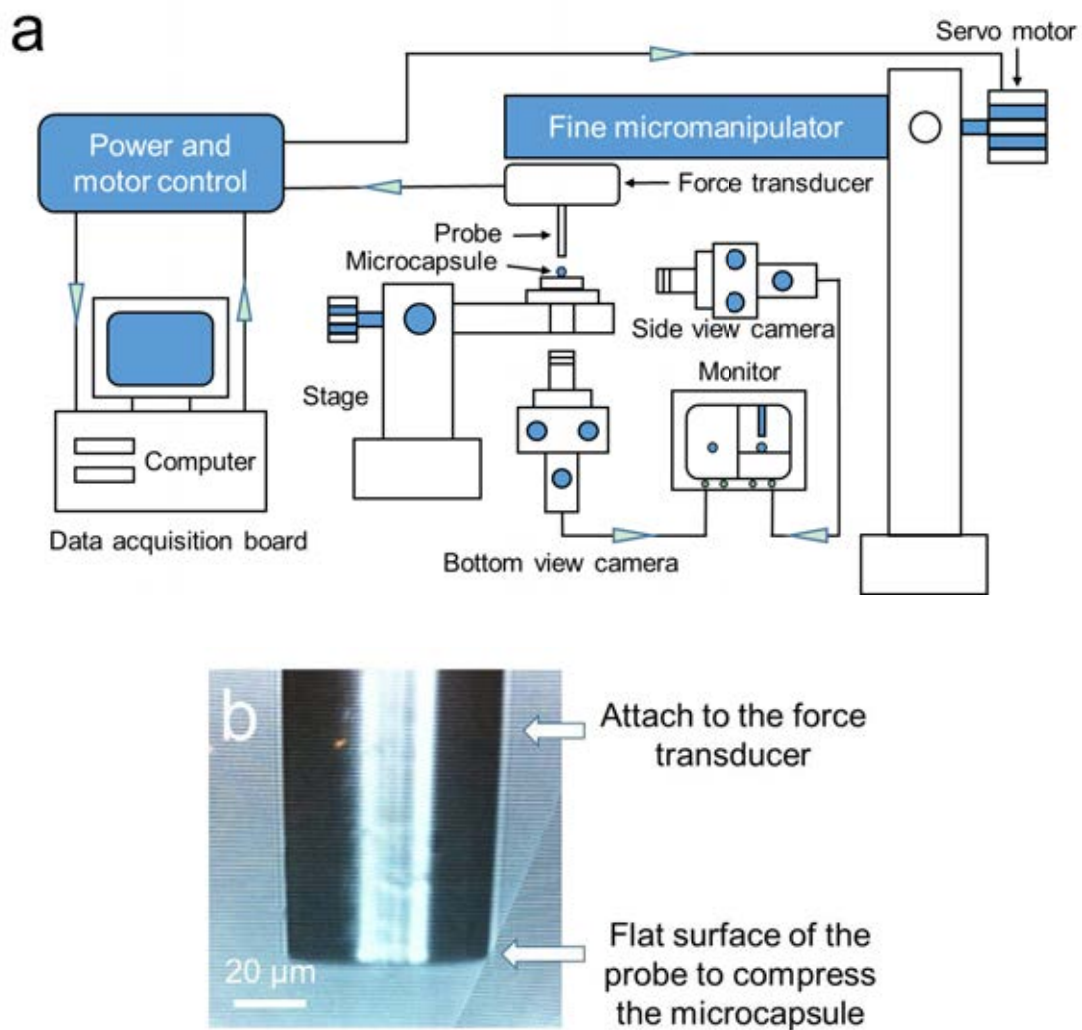 a
Servo motor
Power and
motor control
Fine micromanipulator
Force transducer
Probe
Microcapsule
Side view camera
Monitor
Stage
Computer
Data acquisition board
Bottom view camera
b
Attach to the force
transducer
Flat surface of the
probe to compress
the microcapsule
20 µm